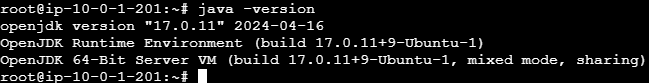 root@ip-10-0-1-201:~# java -version
openjdk version "17.0.11" 2024-04-16
OpenJDK Runtime Environment (build 17.0.11+9-Ubuntu-1)
OpenJDK 64-Bit Server VM (build 17.0.11+9-Ubuntu-1, mixed mode, sharing)
root@ip-10-0-1-201:~#